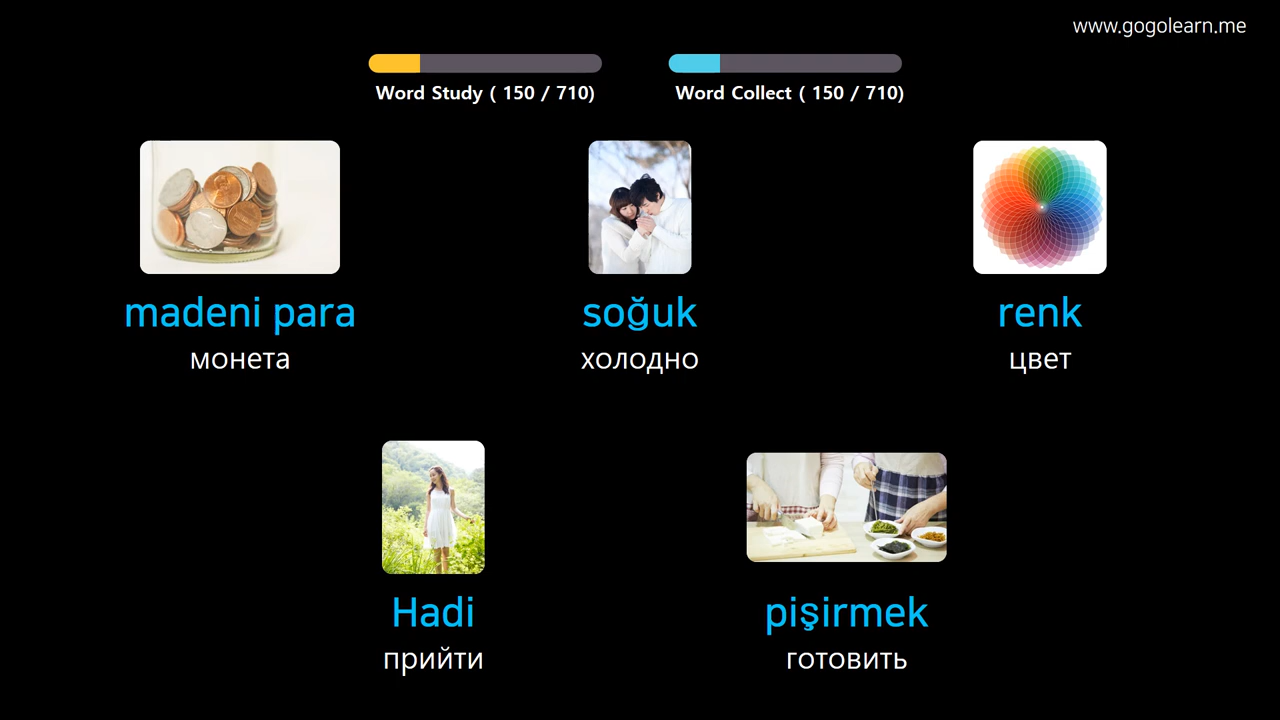 www.gogolearn.me
Word Study ( 150 / 710)
Word Collect ( 150 / 710)
madeni para
монета
soğuk
холодно
renk
цвет
Hadi
прийти
pişirmek
готовить